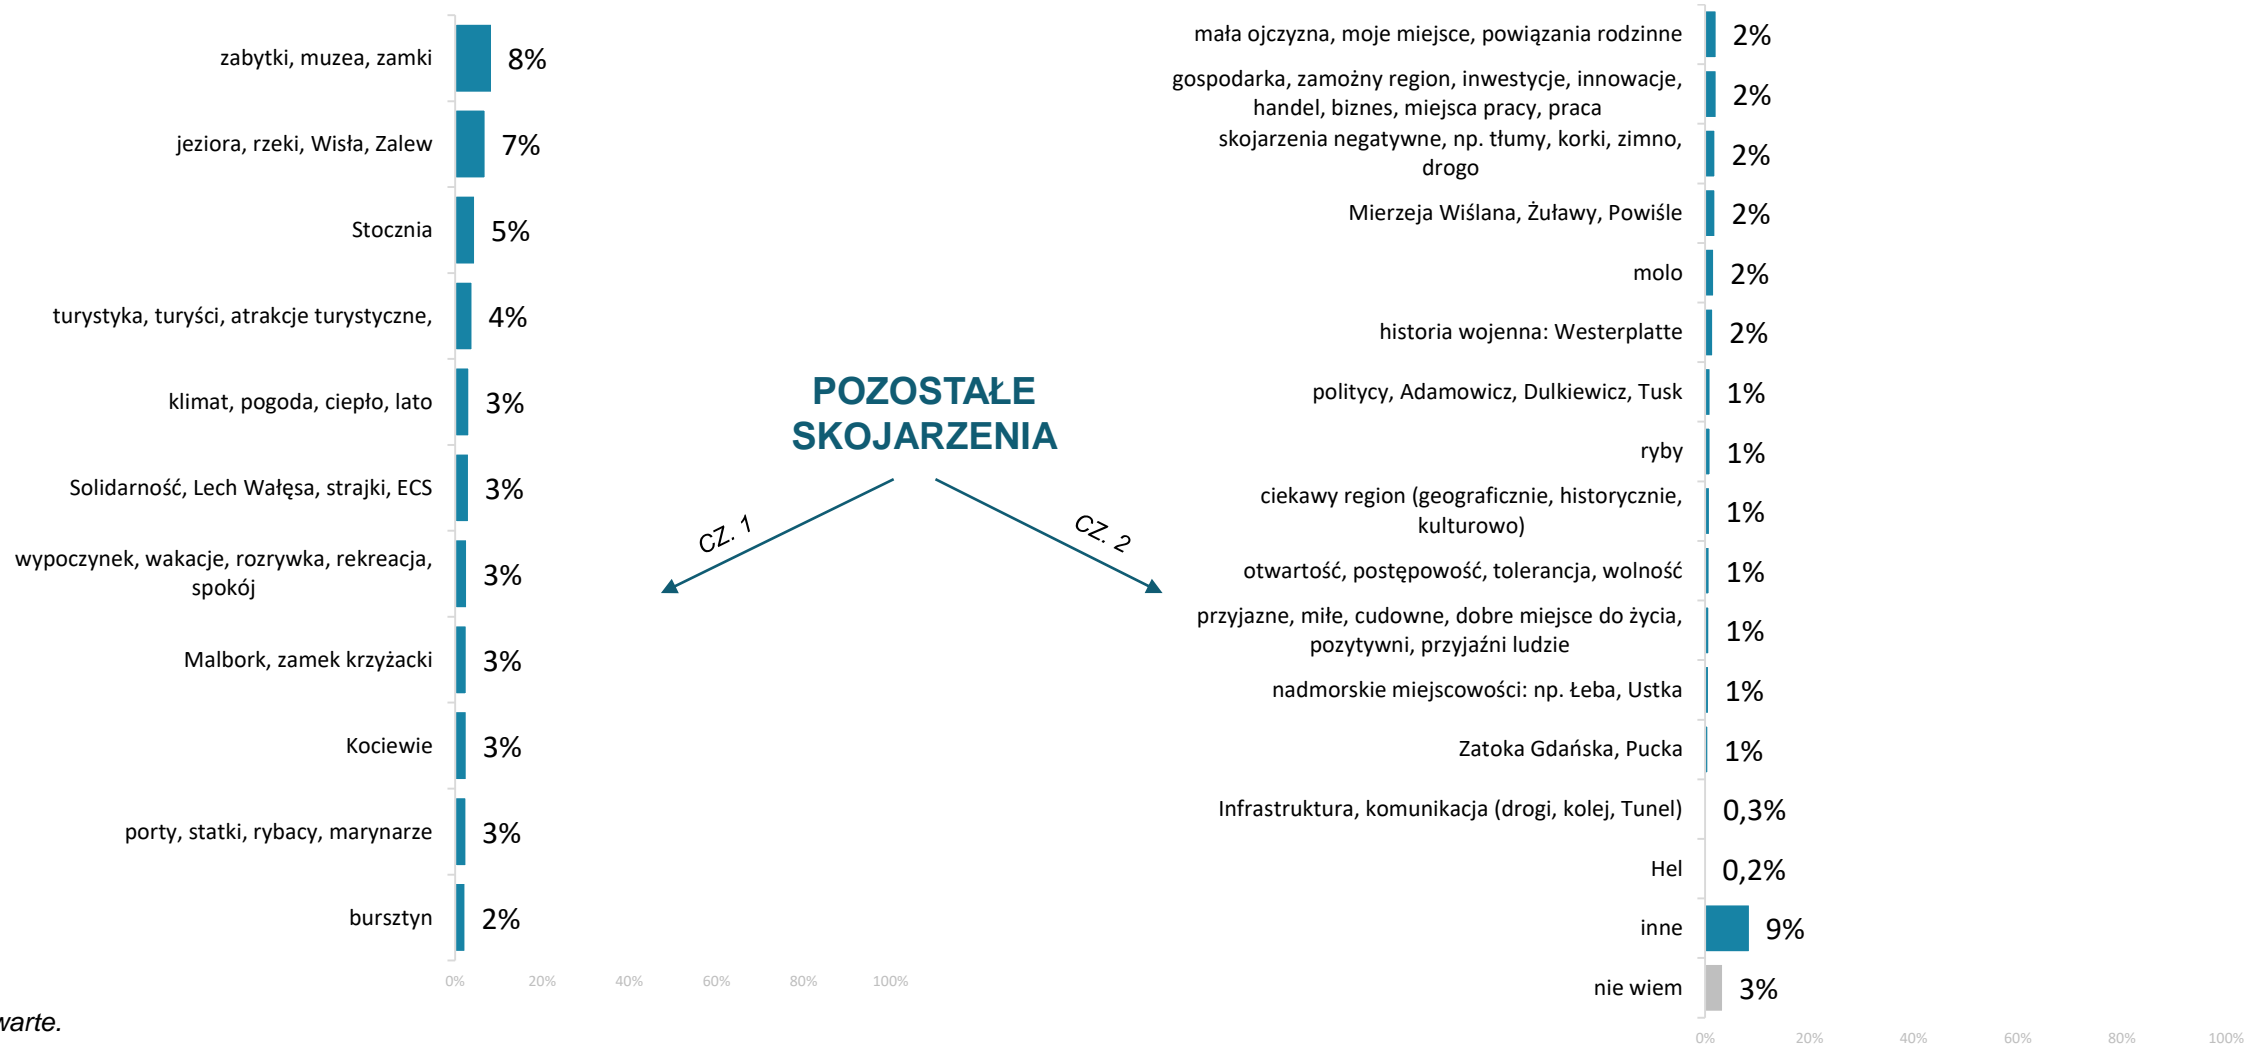 zabytki, muzea, zamki 8%
jeziora, rzeki, Wisła, Zalew 7%
Stocznia 5%
turystyka, turyści, atrakcje turystyczne, 4%
klimat, pogoda, ciepło, lato 3%
Solidarność, Lech Wałęsa, strajki, ECS 3%
wypoczynek, wakacje, rozrywka, rekreacja,
spokój 3%
Malbork, zamek krzyżacki 3%
Kociewie 3%
porty, statki, rybacy, marynarze 3%
bursztyn 2%
0% 20% 40% 60% 80% 100%
warte.
POZOSTAŁE
SKOJARZENIA
CZ. 1
CZ. 2
mała ojczyzna, moje miejsce, powiązania rodzinne 2%
gospodarka, zamożny region, inwestycje, innowacje,
handel, biznes, miejsca pracy, praca 2%
skojarzenia negatywne, np. tłumy, korki, zimno,
drogo 2%
Mierzeja Wiślana, Żuławy, Powiśle 2%
molo 2%
historia wojenna: Westerplatte 2%
politycy, Adamowicz, Dulkiewicz, Tusk 1%
ryby 1%
ciekawy region (geograficznie, historycznie,
kulturowo) 1%
otwartość, postępowość, tolerancja, wolność 1%
przyjazne, miłe, cudowne, dobre miejsce do życia,
pozytywni, przyjaźni ludzie 1%
nadmorskie miejscowości: np. Łeba, Ustka 1%
Zatoka Gdańska, Pucka 1%
Infrastruktura, komunikacja (drogi, kolej, Tunel) 0,3%
Hel 0,2%
inne 9%
nie wiem 3%
0% 20% 40% 60% 80% 100%